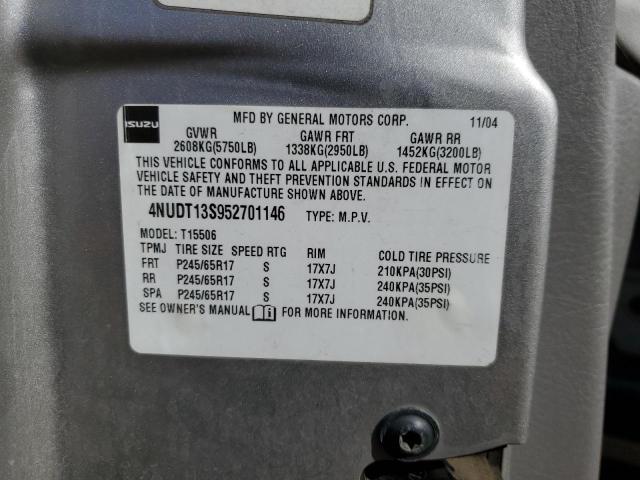 ISUZU
MFD BY GENERAL MOTORS CORP. 11/04
GVWR GAWR FRT GAWR RR
2608KG(5750LB) 1338KG(2950LB) 1452KG(3200LB)
THIS VEHICLE CONFORMS TO ALL APPLICABLE U.S. FEDERAL MOTOR
VEHICLE SAFETY AND THEFT PREVENTION STANDARDS IN EFFECT ON
THE DATE OF MANUFACTURE SHOWN ABOVE.
4NUDT13S952701146 TYPE: M.P.V.
MODEL: T15506
TPMJ TIRE SIZE SPEED RTG RIM COLD TIRE PRESSURE
FRT P245/65R17 S 17X7J 210KPA(30PSI)
RR P245/65R17 S 17X7J 240KPA(35PSI)
SPA P245/65R17 S 17X7J 240KPA(35PSI)
SEE OWNER'S MANUAL FOR MORE INFORMATION.